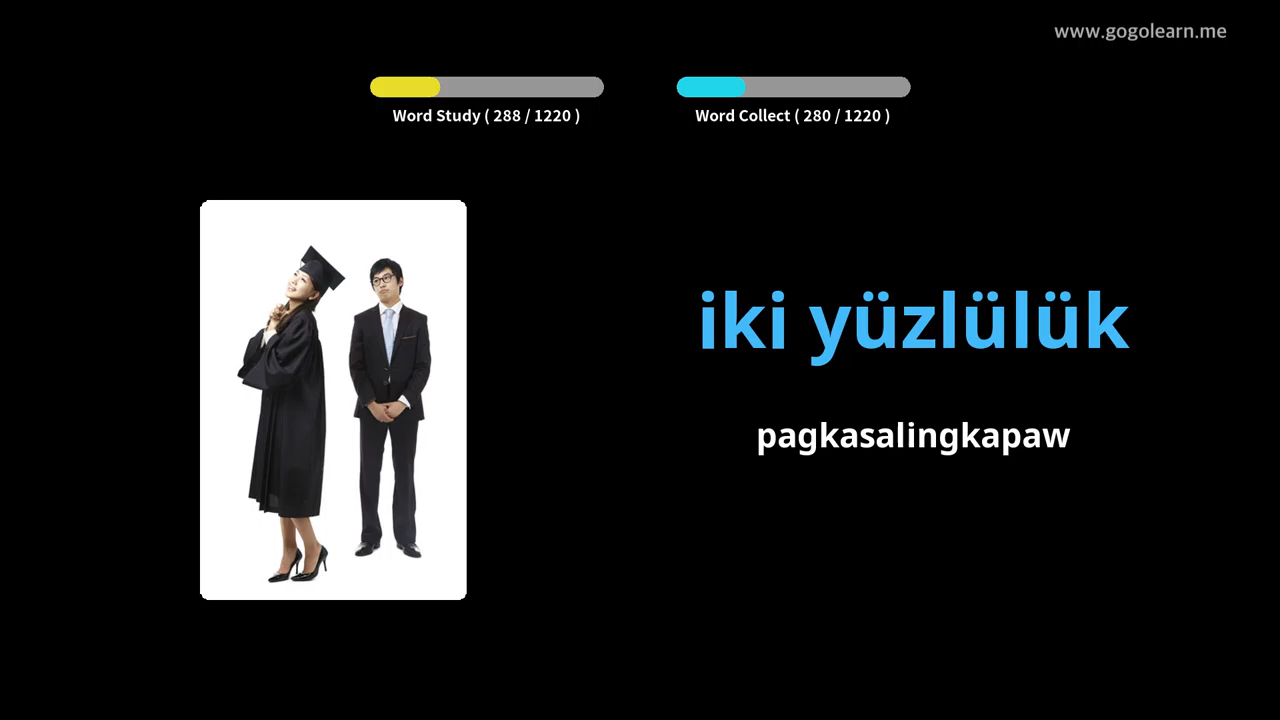 www.gogolearn.me
Word Study ( 288 / 1220 )
Word Collect ( 280 / 1220 )
iki yüzlülük
pagkasalingkapaw